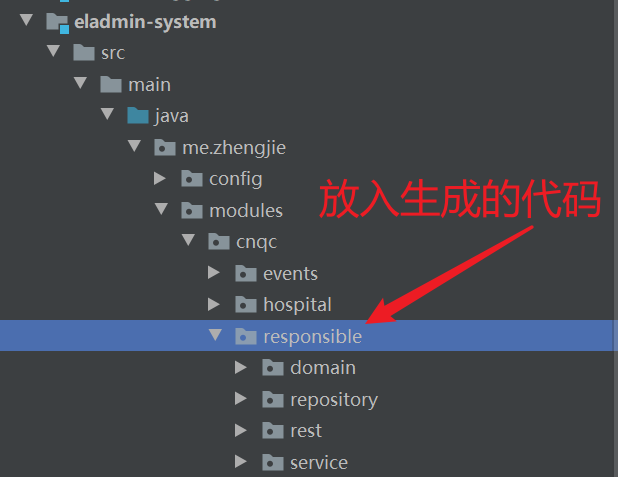 eladmin-system
src
main
java
me.zhengjie
config
modules
放入生成的代码
cnqc
events
hospital
responsible
domain
repository
rest
service